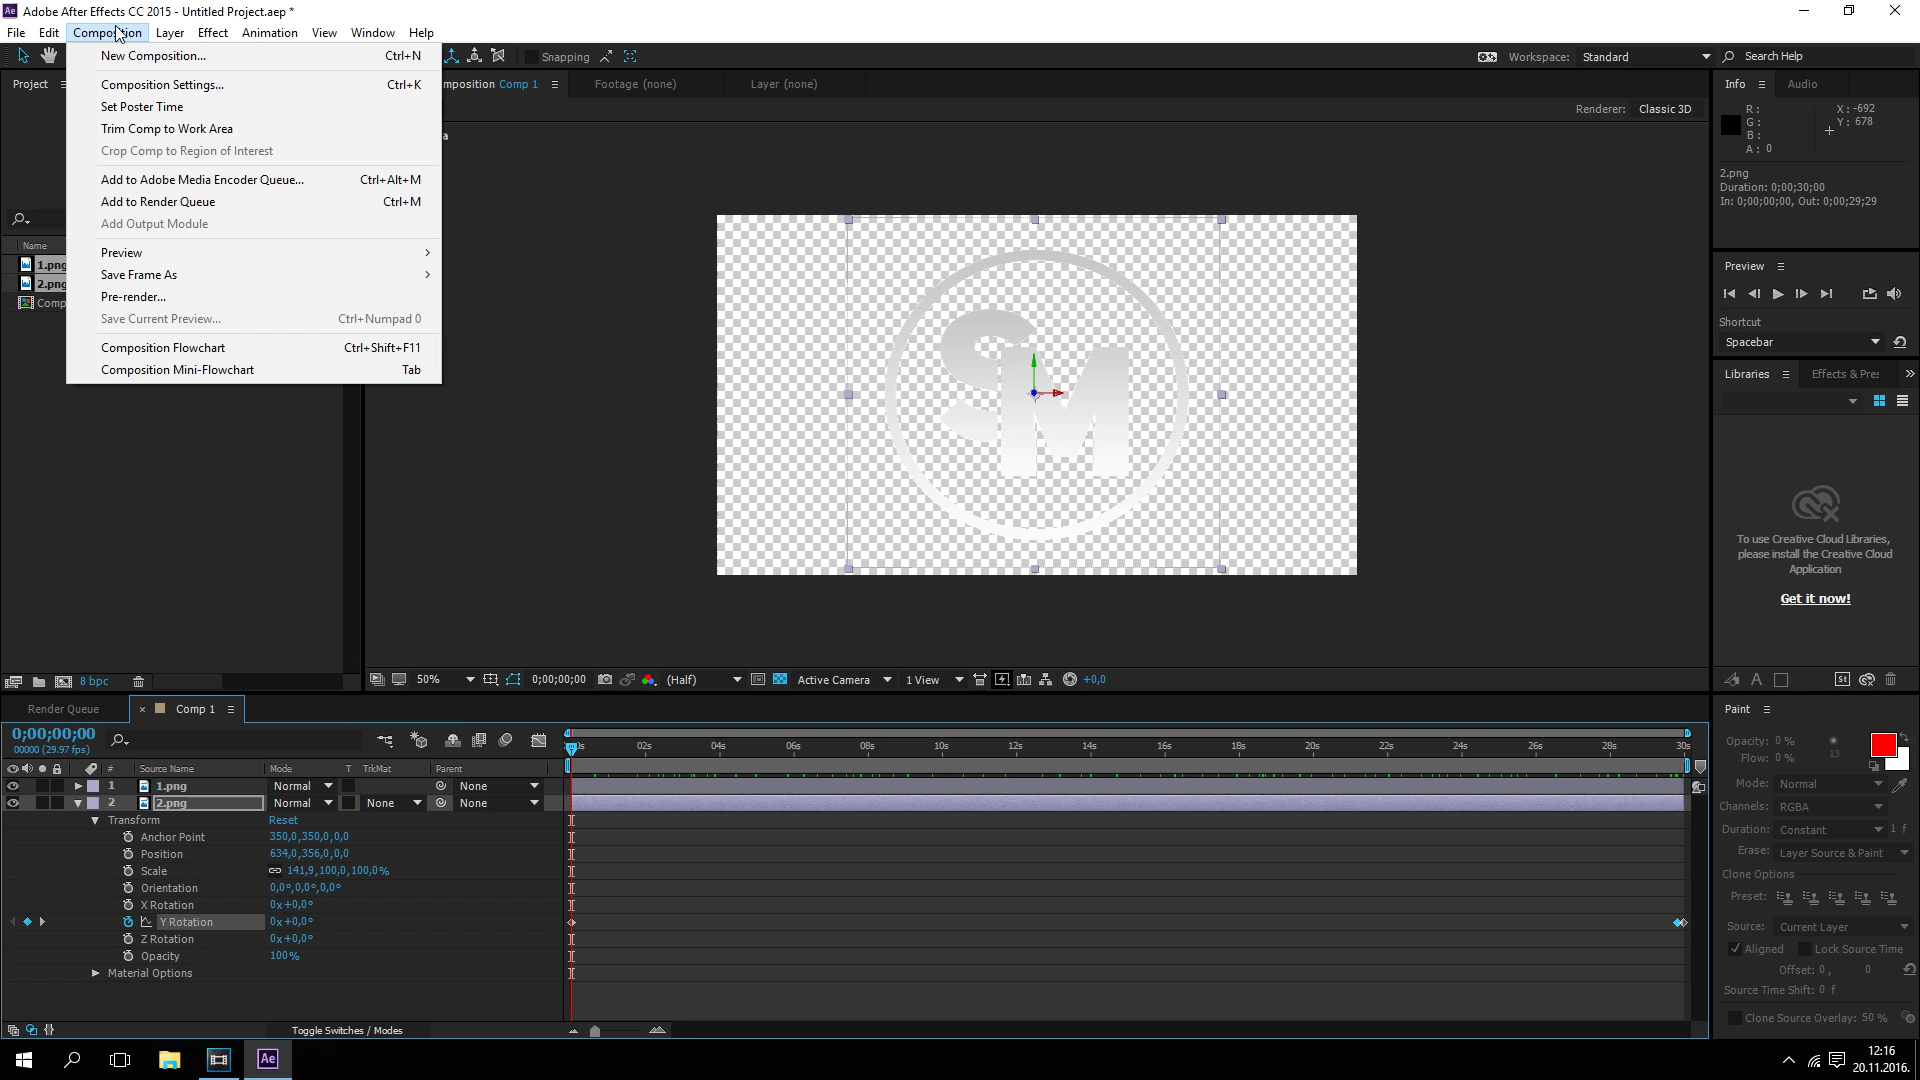 Adobe After Effects CC 2015 - Untitled Project.aep *
File Edit Composition Layer Effect Animation View Window Help
Snapping
Workspace: Standard
Search Help
New Composition... Ctrl+N
Composition Settings... Ctrl+K
Set Poster Time
Trim Comp to Work Area
Crop Comp to Region of Interest
Add to Adobe Media Encoder Queue... Ctrl+Alt+M
Add to Render Queue Ctrl+M
Add Output Module
Preview
Save Frame As
Pre-render...
Save Current Preview... Ctrl+Numpad 0
Composition Flowchart Ctrl+Shift+F11
Composition Mini-Flowchart Tab
Project
Name
1.png
2.png
Comp
8 bpc
mposition Comp 1
Footage (none)
Layer (none)
Renderer: Classic 3D
a
SM
50% 0;00;00;00 (Half) Active Camera 1 View +0,0
Info Audio
R: X: -692
G: Y: 678
B:
A: 0
2.png
Duration: 0;00;30;00
In: 0;00;00;00, Out: 0;00;29;29
Preview
Shortcut
Spacebar
Libraries Effects & Pres
To use Creative Cloud Libraries,
please install the Creative Cloud
Application
Get it now!
A St
Render Queue
Comp 1
0;00;00;00
00000 (29.97 fps)
02s 04s 06s 08s 10s 12s 14s 16s 18s 20s 22s 24s 26s 28s 30s
# Source Name Mode T TrkMat Parent
1 1.png Normal None
2 2.png Normal None None
Transform Reset
Anchor Point 350,0,350,0,0,0
Position 634,0,356,0,0,0
Scale 141,9,100,0,100,0%
Orientation 0,0°,0,0°,0,0°
X Rotation 0x+0,0°
Y Rotation 0x+0,0°
Z Rotation 0x+0,0°
Opacity 100%
Material Options
Toggle Switches / Modes
Paint
Opacity: 0 %
Flow: 0 %
13
Mode: Normal
Channels: RGBA
Duration: Constant 1 f
Erase: Layer Source & Paint
Clone Options
Preset:
Source: Current Layer
Aligned Lock Source Time
Offset: 0 , 0
Source Time Shift: 0 f
Clone Source Overlay: 50 %
Ae
12:16
20.11.2016.